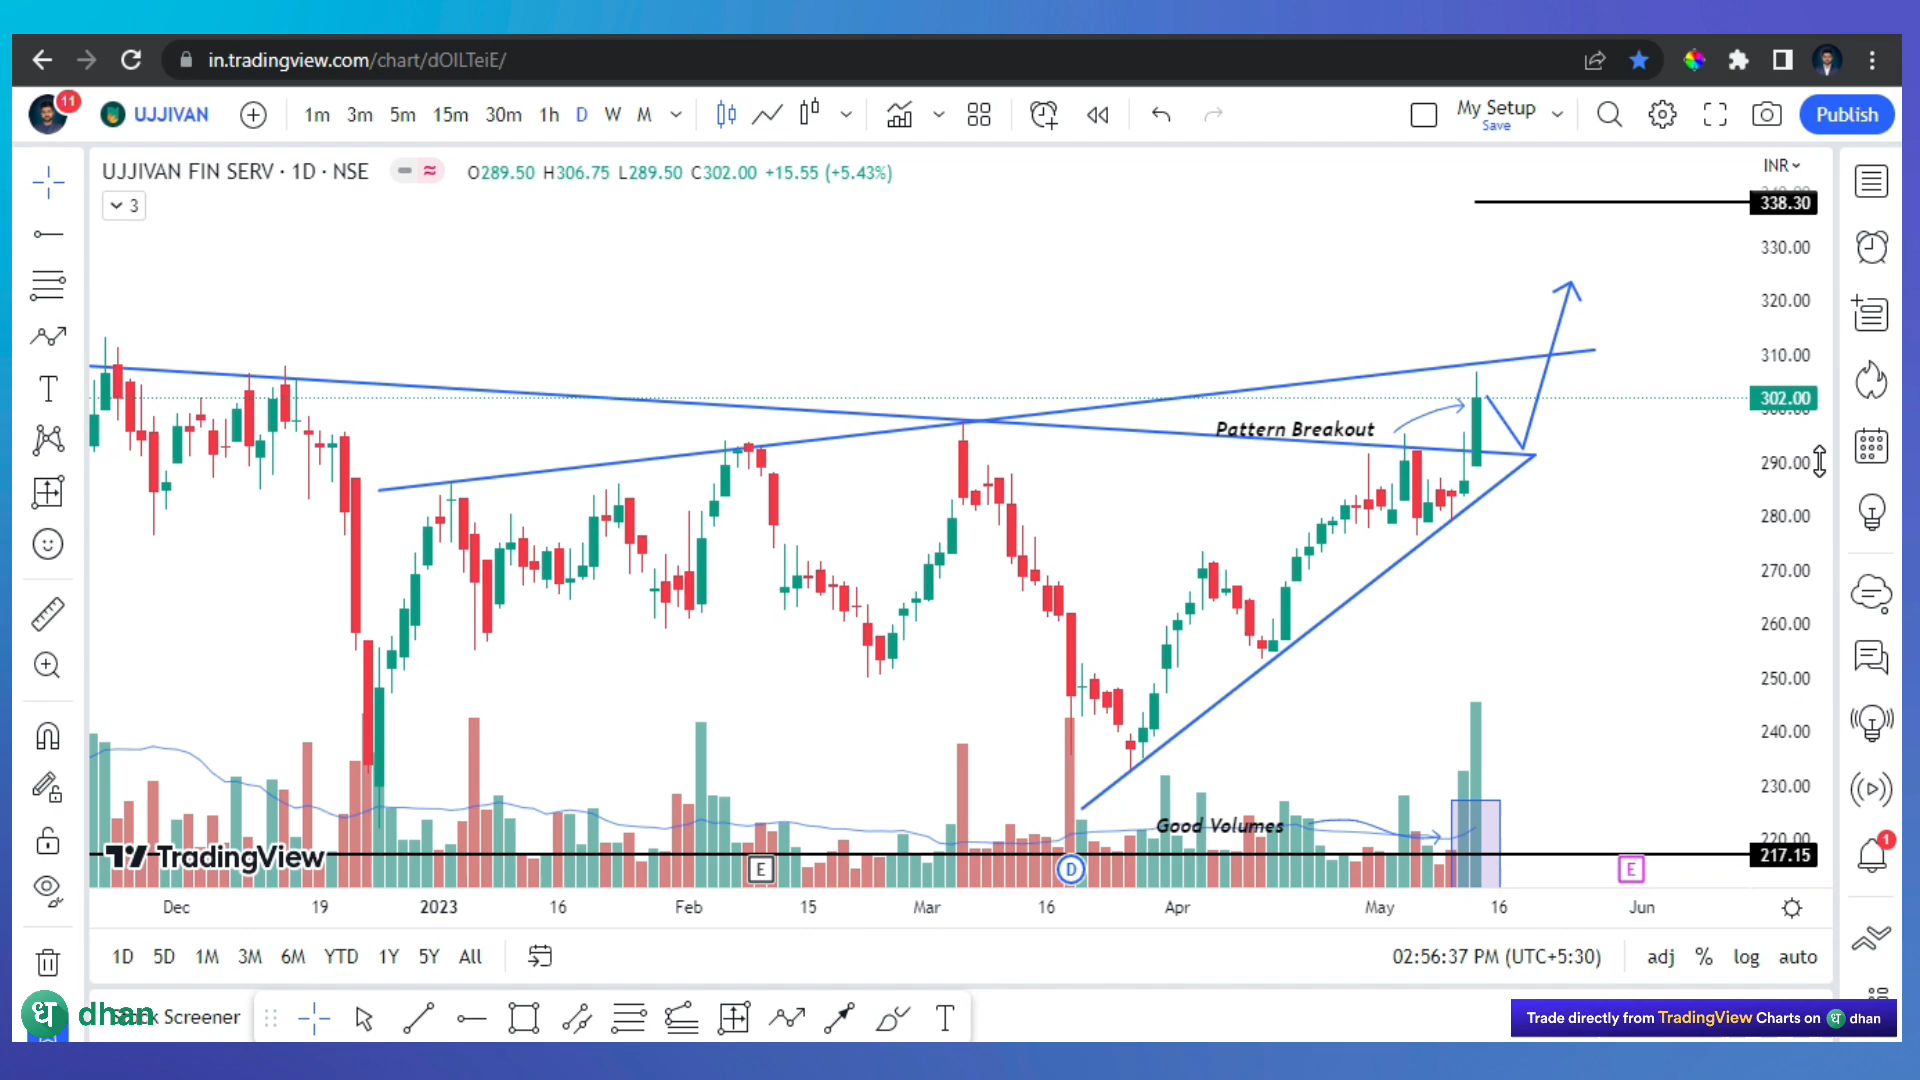 in.tradingview.com/chart/dOILTeiE/
11 UJJIVAN 1m 3m 5m 15m 30m 1h D W M My Setup Save Publish
UJJIVAN FIN SERV · 1D · NSE O289.50 H306.75 L289.50 C302.00 +15.55 (+5.43%)
INR
3
338.30
330.00
320.00
310.00
302.00
Pattern Breakout
290.00
280.00
270.00
260.00
250.00
240.00
230.00
Good Volumes
220.00
1
TradingView
217.15
E D E
Dec 19 2023 16 Feb 15 Mar 16 Apr May 16 Jun
1D 5D 1M 3M 6M YTD 1Y 5Y All 02:56:37 PM (UTC+5:30) adj % log auto
ध dhan
Screener
Trade directly from TradingView Charts on ध dhan